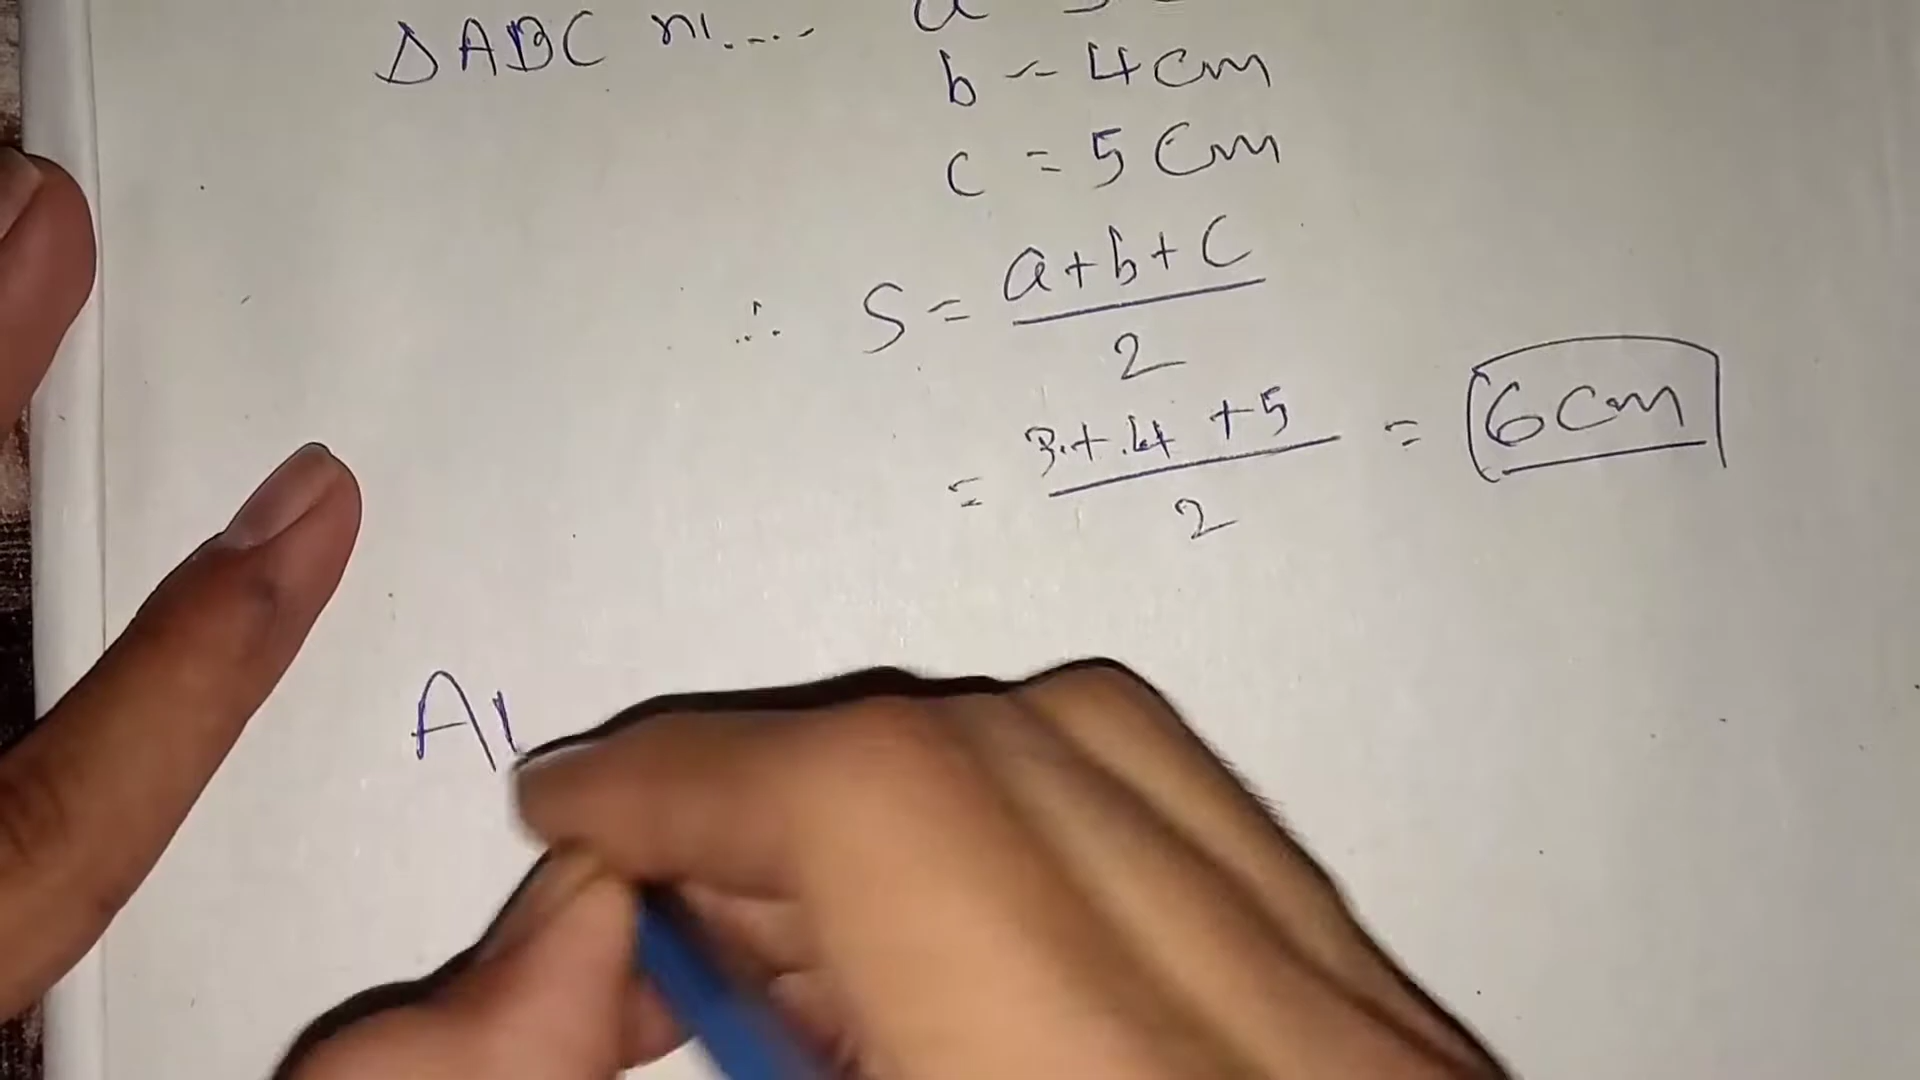 ΔABC মে.... a
b = 4 cm
c = 5 cm
∴ S = a+b+c / 2
= 3+4+5 / 2 = 6 cm
A